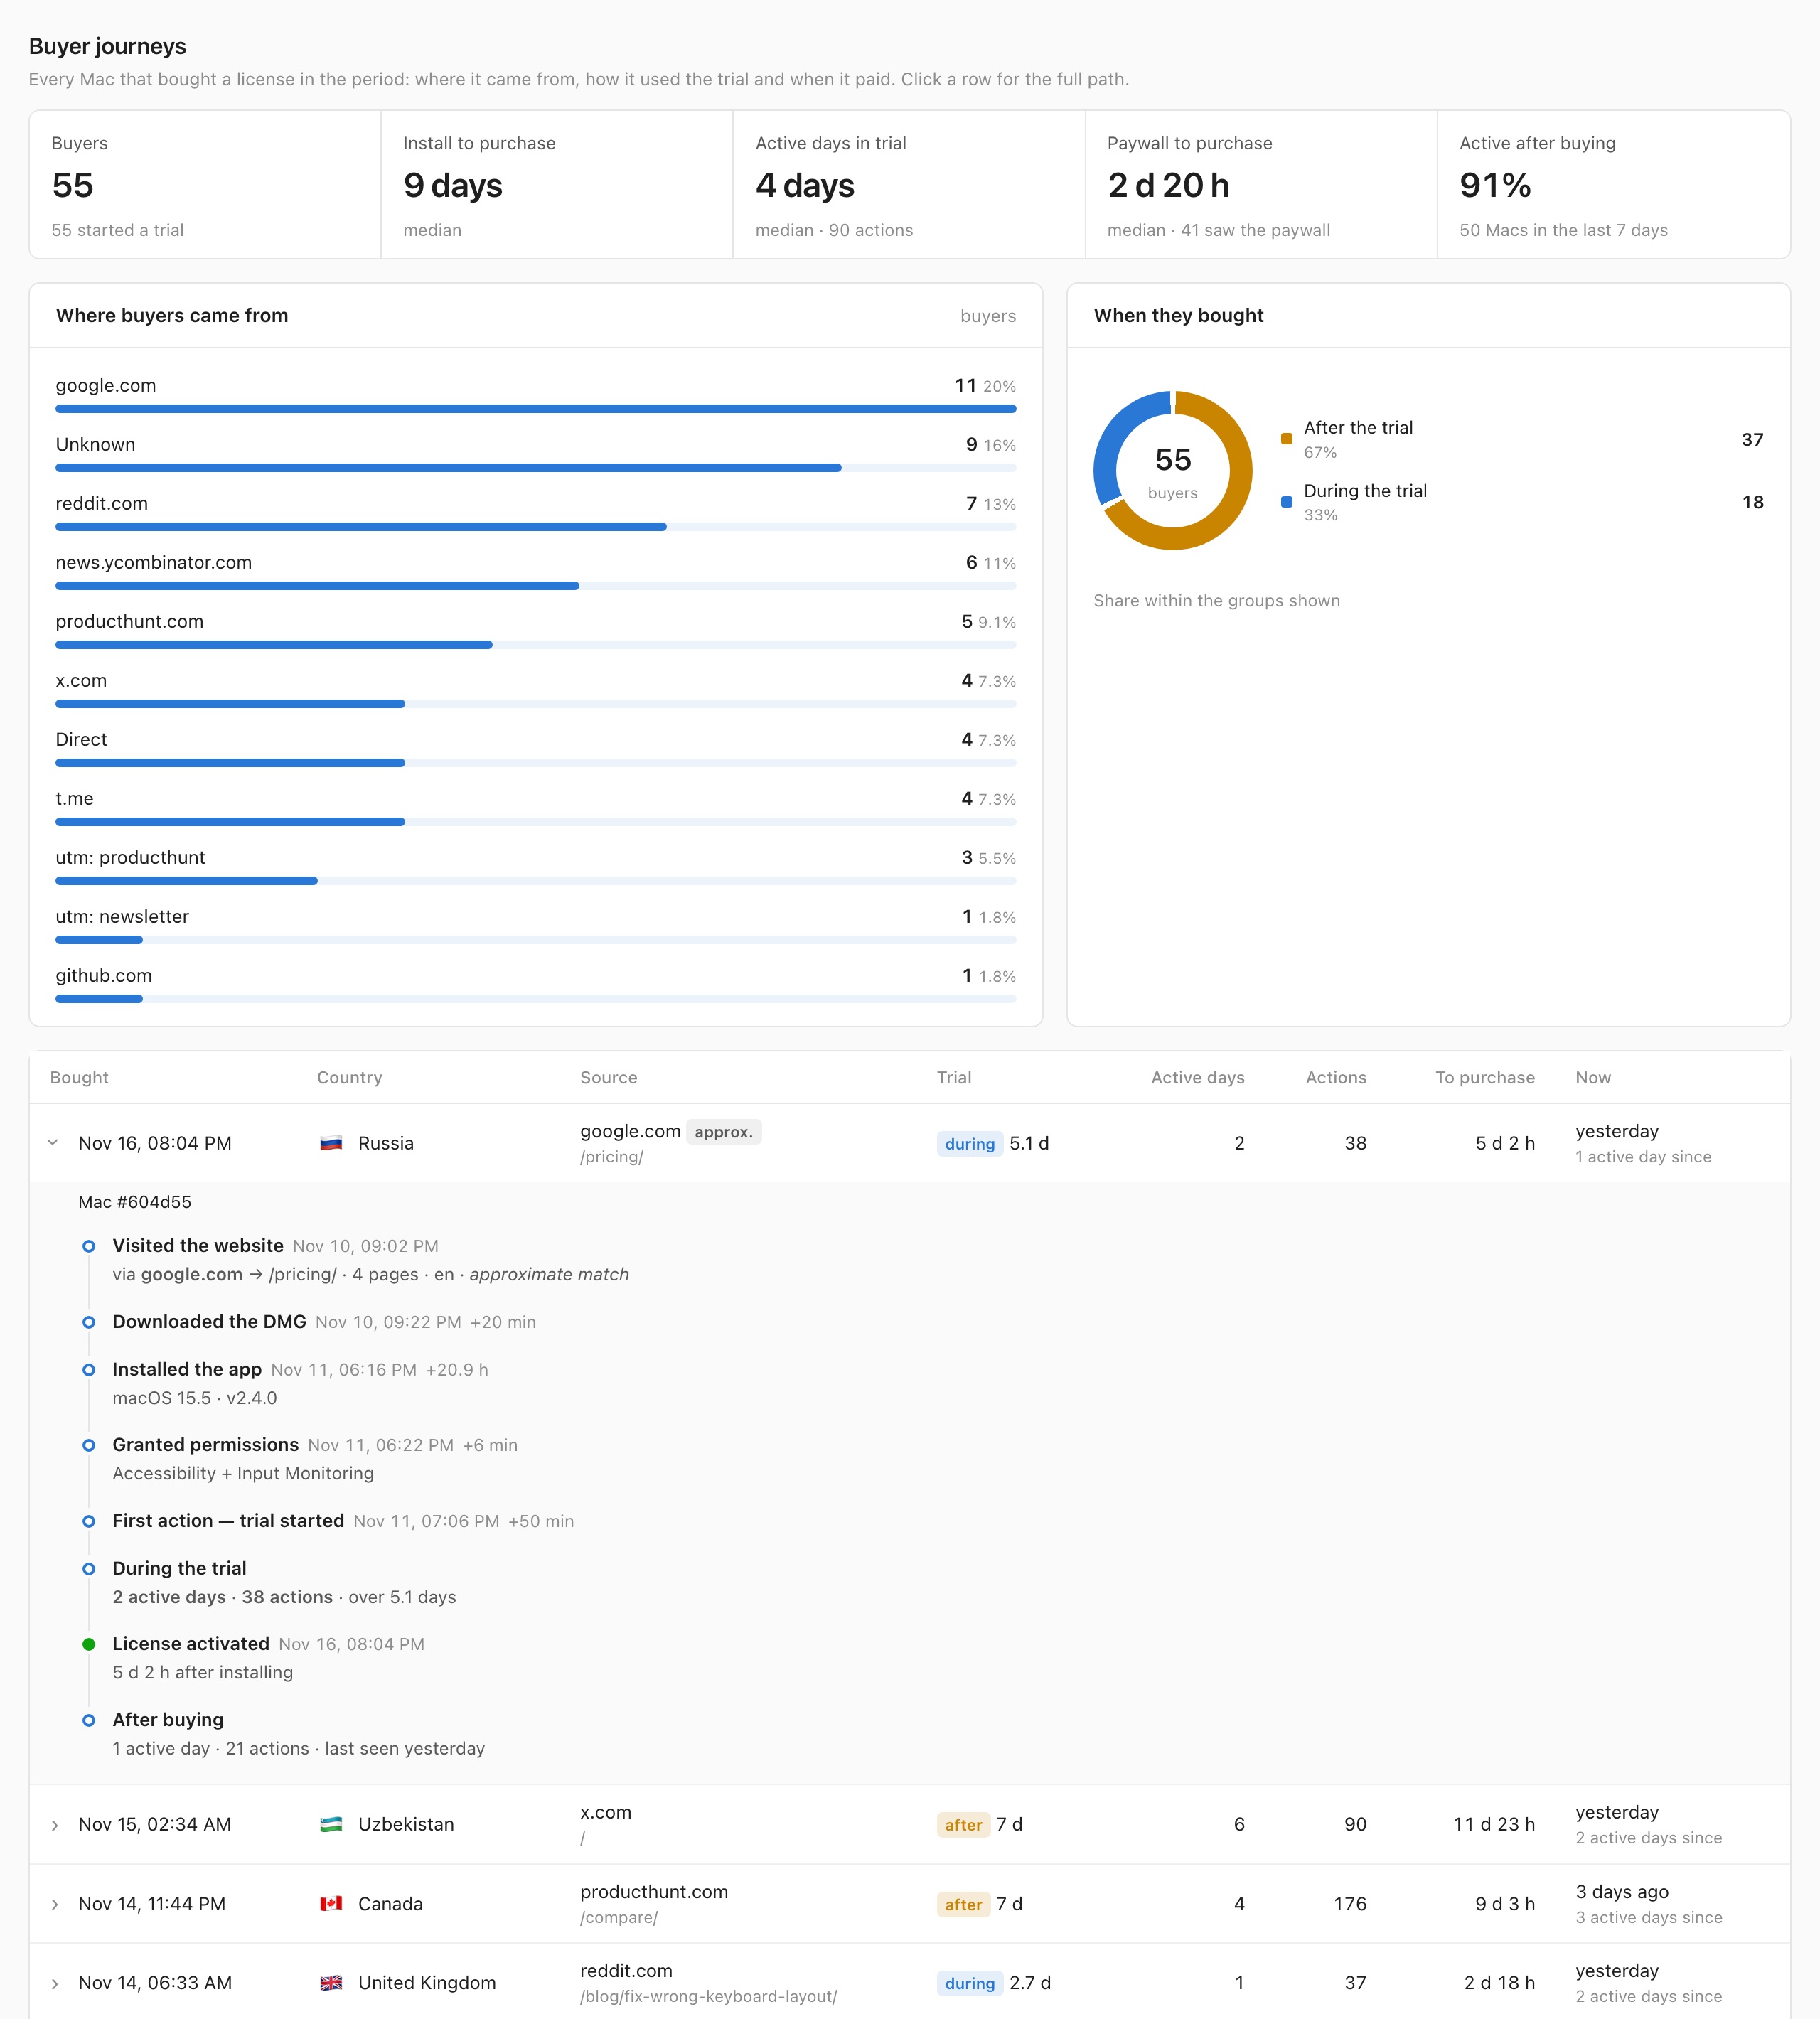 Buyer journeys
Every Mac that bought a license in the period: where it came from, how it used the trial and when it paid. Click a row for the full path.
Buyers
55
55 started a trial
Install to purchase
9 days
median
Active days in trial
4 days
median · 90 actions
Paywall to purchase
2 d 20 h
median · 41 saw the paywall
Active after buying
91%
50 Macs in the last 7 days
Where buyers came from buyers
google.com 11 20%
Unknown 9 16%
reddit.com 7 13%
news.ycombinator.com 6 11%
producthunt.com 5 9.1%
x.com 4 7.3%
Direct 4 7.3%
t.me 4 7.3%
utm: producthunt 3 5.5%
utm: newsletter 1 1.8%
github.com 1 1.8%
When they bought
55
buyers
After the trial 37
67%
During the trial 18
33%
Share within the groups shown
Bought Country Source Trial Active days Actions To purchase Now
Nov 16, 08:04 PM Russia google.com approx. during 5.1 d 2 38 5 d 2 h yesterday
/pricing/ 1 active day since
Mac #604d55
Visited the website Nov 10, 09:02 PM
via google.com → /pricing/ · 4 pages · en · approximate match
Downloaded the DMG Nov 10, 09:22 PM +20 min
Installed the app Nov 11, 06:16 PM +20.9 h
macOS 15.5 · v2.4.0
Granted permissions Nov 11, 06:22 PM +6 min
Accessibility + Input Monitoring
First action — trial started Nov 11, 07:06 PM +50 min
During the trial
2 active days · 38 actions · over 5.1 days
License activated Nov 16, 08:04 PM
5 d 2 h after installing
After buying
1 active day · 21 actions · last seen yesterday
Nov 15, 02:34 AM Uzbekistan x.com after 7 d 6 90 11 d 23 h yesterday
/ 2 active days since
Nov 14, 11:44 PM Canada producthunt.com after 7 d 4 176 9 d 3 h 3 days ago
/compare/ 3 active days since
Nov 14, 06:33 AM United Kingdom reddit.com during 2.7 d 1 37 2 d 18 h yesterday
/blog/fix-wrong-keyboard-layout/ 2 active days since